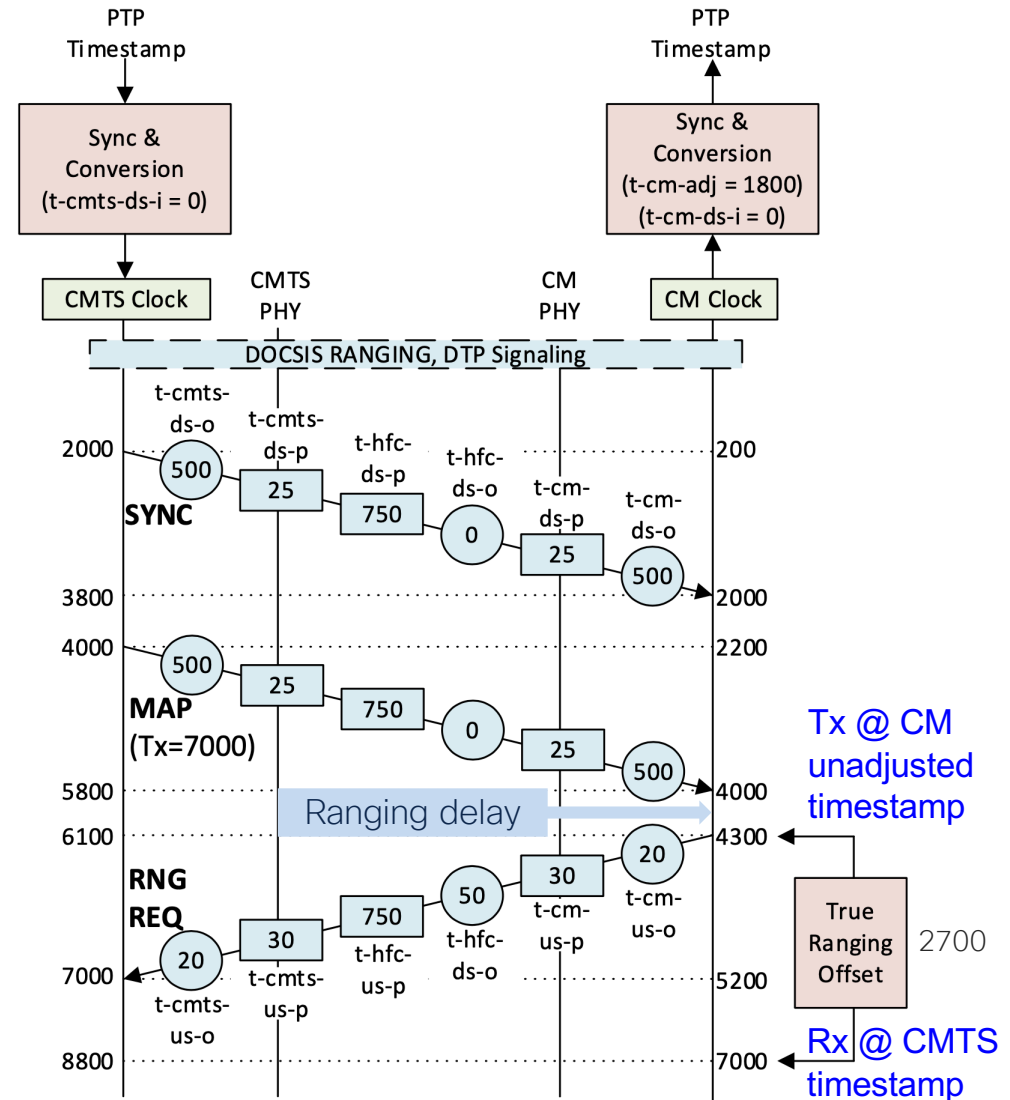 PTP
Timestamp
PTP
Timestamp
Sync &
Conversion
(t-cmts-ds-i = 0)
Sync &
Conversion
(t-cm-adj = 1800)
(t-cm-ds-i = 0)
CMTS Clock
CMTS
PHY
CM
PHY
CM Clock
DOCSIS RANGING, DTP Signaling
t-cmts-
ds-o
t-cmts-
ds-p
t-hfc-
ds-p
t-hfc-
ds-o
t-cm-
ds-p
t-cm-
ds-o
2000
500
25
750
0
25
500
200
SYNC
3800
2000
4000
2200
500
25
750
0
25
500
MAP
(Tx=7000)
5800
4000
Tx @ CM
unadjusted
timestamp
Ranging delay
6100
4300
RNG
REQ
20
30
750
50
30
20
t-cm-
us-o
t-cm-
us-p
t-hfc-
ds-o
t-hfc-
us-p
t-cmts-
us-p
t-cmts-
us-o
7000
5200
True
Ranging
Offset
2700
8800
7000
Rx @ CMTS
timestamp